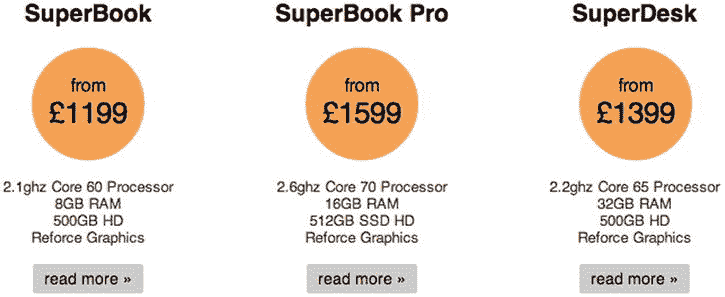 SuperBook
from
£1199
2.1ghz Core 60 Processor
8GB RAM
500GB HD
Reforce Graphics
read more »
SuperBook Pro
from
£1599
2.6ghz Core 70 Processor
16GB RAM
512GB SSD HD
Reforce Graphics
read more »
SuperDesk
from
£1399
2.2ghz Core 65 Processor
32GB RAM
500GB HD
Reforce Graphics
read more »